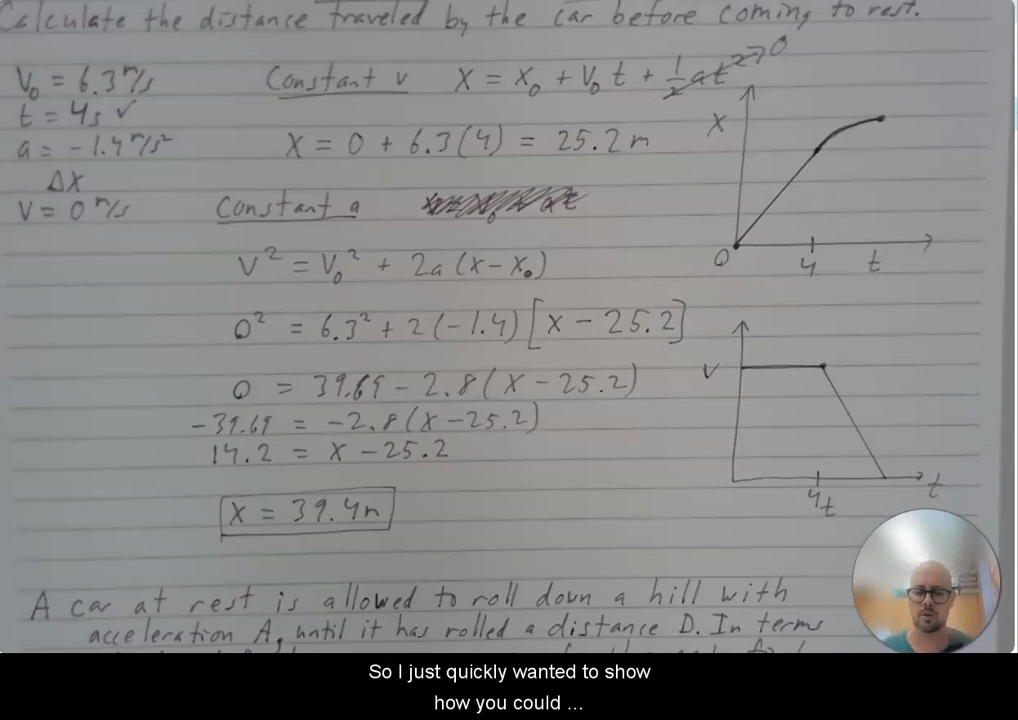 Calculate the distance traveled by the car before coming to rest.
V₀ = 6.3 m/s
t = 4s ✓
a = -1.4 m/s²
ΔX
V = 0 m/s
Constant v X = X₀ + V₀ t + ½ at² → 0
X = 0 + 6.3(4) = 25.2 m
Constant a
V² = V₀² + 2a (X - X₀)
0² = 6.3² + 2(-1.4) [X - 25.2]
0 = 39.69 - 2.8 (X - 25.2)
-39.69 = -2.8 (X - 25.2)
14.2 = X - 25.2
X = 39.4m
X
0
4
t
V
4
t
t
A car at rest is allowed to roll down a hill with
acceleration A, until it has rolled a distance D. In terms
So I just quickly wanted to show
how you could ...